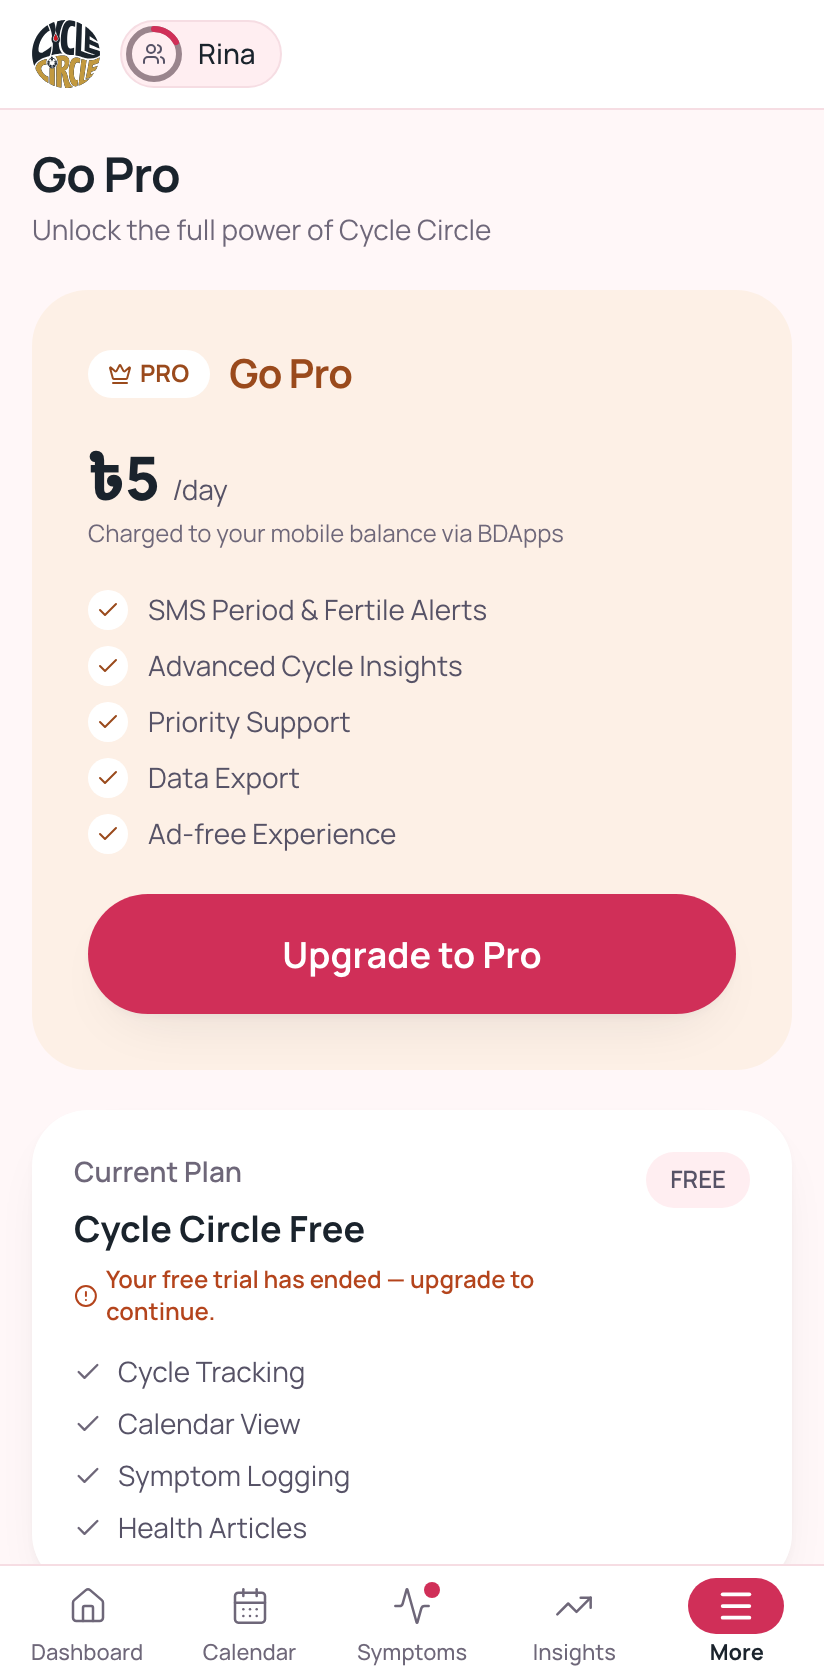 CYCLE
CIRCLE
Rina
Go Pro
Unlock the full power of Cycle Circle
PRO
Go Pro
৳5 /day
Charged to your mobile balance via BDApps
SMS Period & Fertile Alerts
Advanced Cycle Insights
Priority Support
Data Export
Ad-free Experience
Upgrade to Pro
Current Plan
FREE
Cycle Circle Free
Your free trial has ended — upgrade to
continue.
Cycle Tracking
Calendar View
Symptom Logging
Health Articles
Dashboard
Calendar
Symptoms
Insights
More